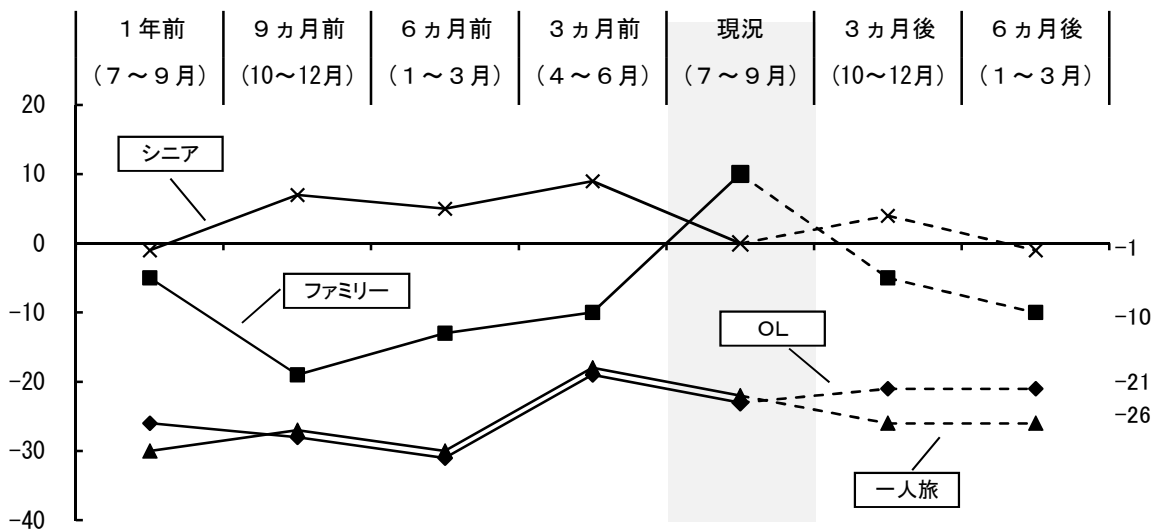 １年前 ９ヵ月前 ６ヵ月前 ３ヵ月前 現況 ３ヵ月後 ６ヵ月後
（７～９月） (10～12月) （１～３月） （４～６月） （７～９月） (10～12月) （１～３月）
20
シニア
10
0
-1
ファミリー
-10
-10
OL
-20
-21
-26
-30
一人旅
-40